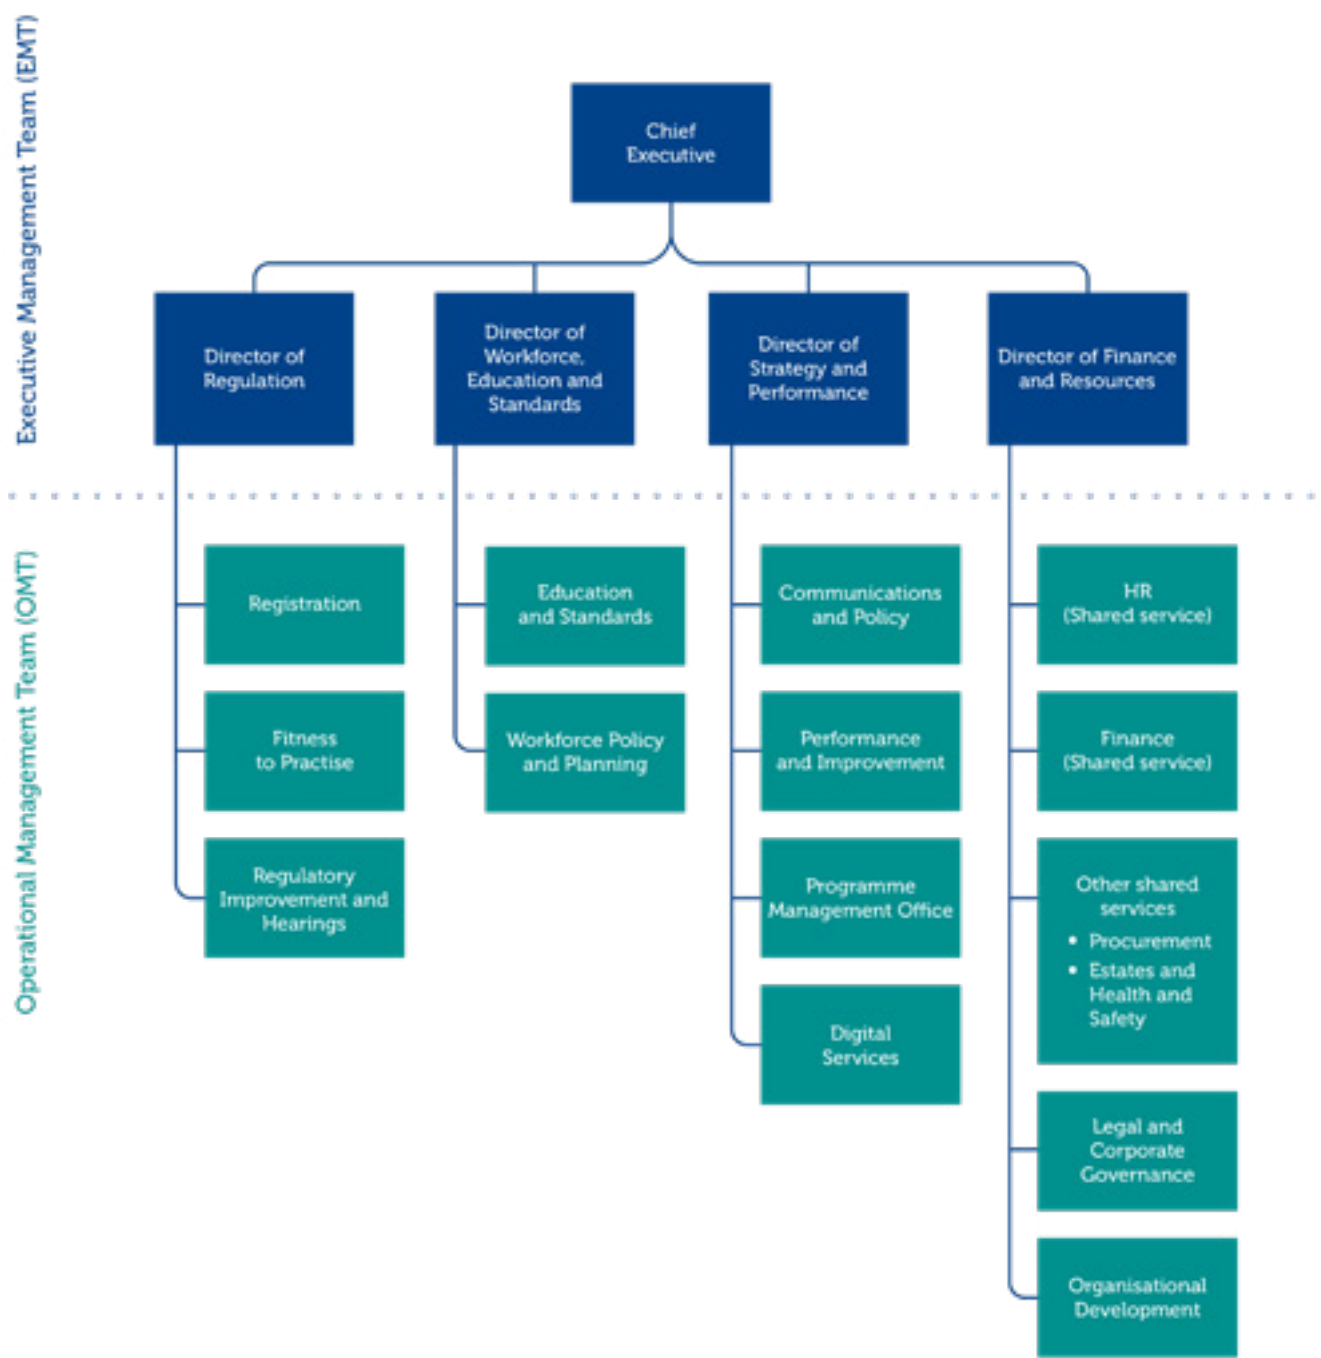 Executive Management Team (EMT)
Chief
Executive
Director of
Regulation
Director of
Workforce,
Education and
Standards
Director of
Strategy and
Performance
Director of Finance
and Resources
Operational Management Team (OMT)
Registration
Fitness
to Practise
Regulatory
Improvement and
Hearings
Education
and Standards
Workforce Policy
and Planning
Communications
and Policy
Performance
and Improvement
Programme
Management Office
Digital
Services
HR
(Shared service)
Finance
(Shared service)
Other shared
services
• Procurement
• Estates and
Health and
Safety
Legal and
Corporate
Governance
Organisational
Development